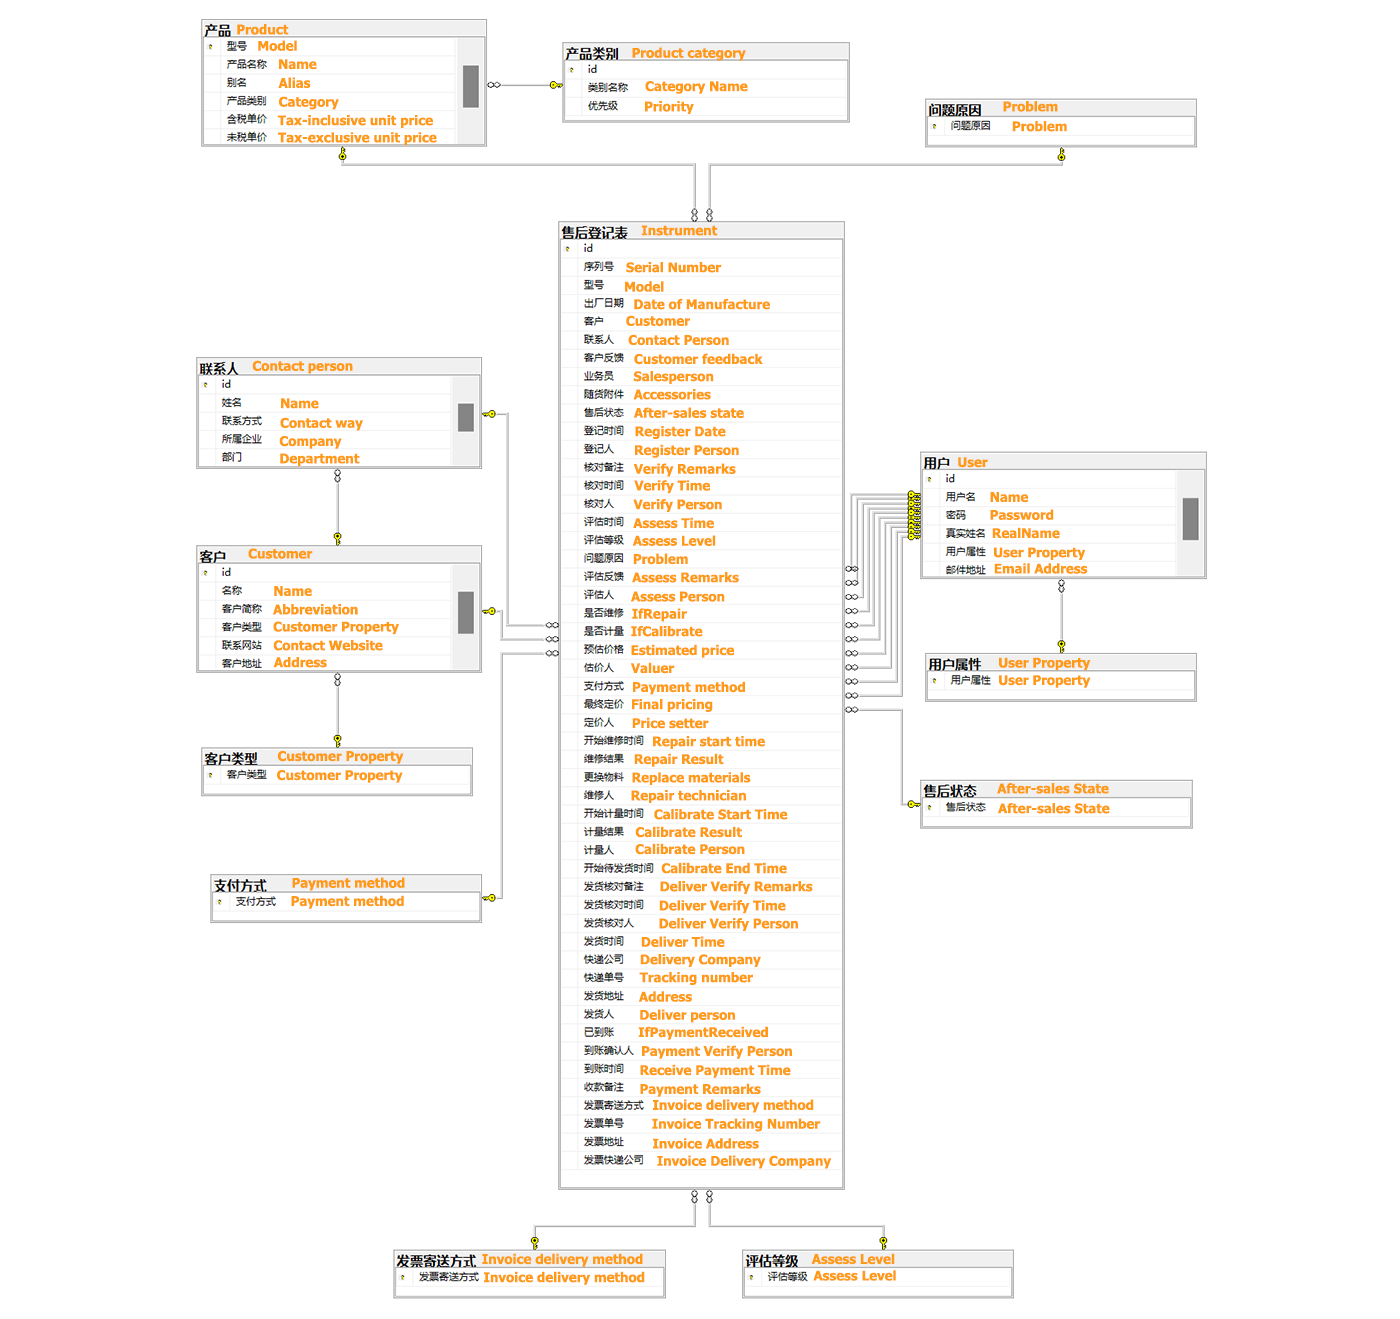 产品 Product
型号 Model
产品名称 Name
别名 Alias
产品类别 Category
含税单价 Tax-inclusive unit price
未税单价 Tax-exclusive unit price
产品类别 Product category
id
类别名称 Category Name
优先级 Priority
问题原因 Problem
问题原因 Problem
售后登记表 Instrument
id
序列号 Serial Number
型号 Model
出厂日期 Date of Manufacture
客户 Customer
联系人 Contact Person
客户反馈 Customer feedback
业务员 Salesperson
随货附件 Accessories
售后状态 After-sales state
登记时间 Register Date
登记人 Register Person
核对备注 Verify Remarks
核对时间 Verify Time
核对人 Verify Person
评估时间 Assess Time
评估等级 Assess Level
问题原因 Problem
评估反馈 Assess Remarks
评估人 Assess Person
是否维修 IfRepair
是否计量 IfCalibrate
预估价格 Estimated price
估价人 Valuer
支付方式 Payment method
最终定价 Final pricing
定价人 Price setter
开始维修时间 Repair start time
维修结果 Repair Result
更换物料 Replace materials
维修人 Repair technician
开始计量时间 Calibrate Start Time
计量结果 Calibrate Result
计量人 Calibrate Person
开始待发货时间 Calibrate End Time
发货核对备注 Deliver Verify Remarks
发货核对时间 Deliver Verify Time
发货核对人 Deliver Verify Person
发货时间 Deliver Time
快递公司 Delivery Company
快递单号 Tracking number
发货地址 Address
发货人 Deliver person
已到账 IfPaymentReceived
到账确认人 Payment Verify Person
到账时间 Receive Payment Time
收款备注 Payment Remarks
发票寄送方式 Invoice delivery method
发票单号 Invoice Tracking Number
发票地址 Invoice Address
发票快递公司 Invoice Delivery Company
联系人 Contact person
id
姓名 Name
联系方式 Contact way
所属企业 Company
部门 Department
客户 Customer
id
名称 Name
客户简称 Abbreviation
客户类型 Customer Property
联系网站 Contact Website
客户地址 Address
客户类型 Customer Property
客户类型 Customer Property
支付方式 Payment method
支付方式 Payment method
用户 User
id
用户名 Name
密码 Password
真实姓名 RealName
用户属性 User Property
邮件地址 Email Address
用户属性 User Property
用户属性 User Property
售后状态 After-sales State
售后状态 After-sales State
发票寄送方式 Invoice delivery method
发票寄送方式 Invoice delivery method
评估等级 Assess Level
评估等级 Assess Level